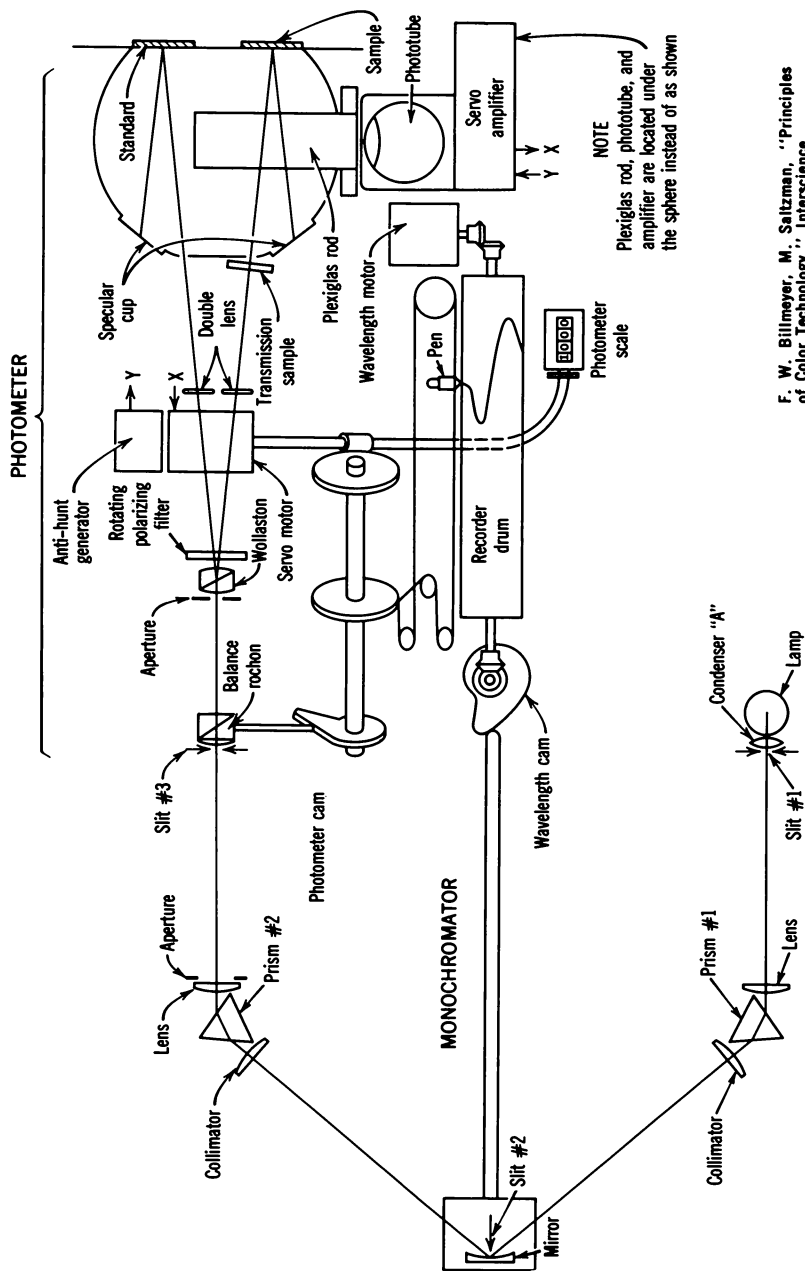 PHOTOMETER
Standard
Sample
Specular
cup
Double
lens
Transmission
sample
Plexiglas rod
Phototube
Servo
amplifier
X
Y
NOTE
Plexiglas rod, phototube, and
amplifier are located under
the sphere instead of as shown
Anti-hunt
generator
Y
X
Rotating
polarizing
filter
Wollaston
Servo motor
Aperture
Balance
rochon
Slit #3
Photometer cam
Wavelength motor
Pen
Recorder
drum
Photometer
scale
0000
Wavelength cam
Aperture
Lens
Prism #2
Collimator
MONOCHROMATOR
Slit #2
Mirror
Collimator
Prism #1
Lens
Slit #1
Condenser "A"
Lamp
F. W. Billmeyer, M. Saltzman, "Principles
of Color Technology," Interscience